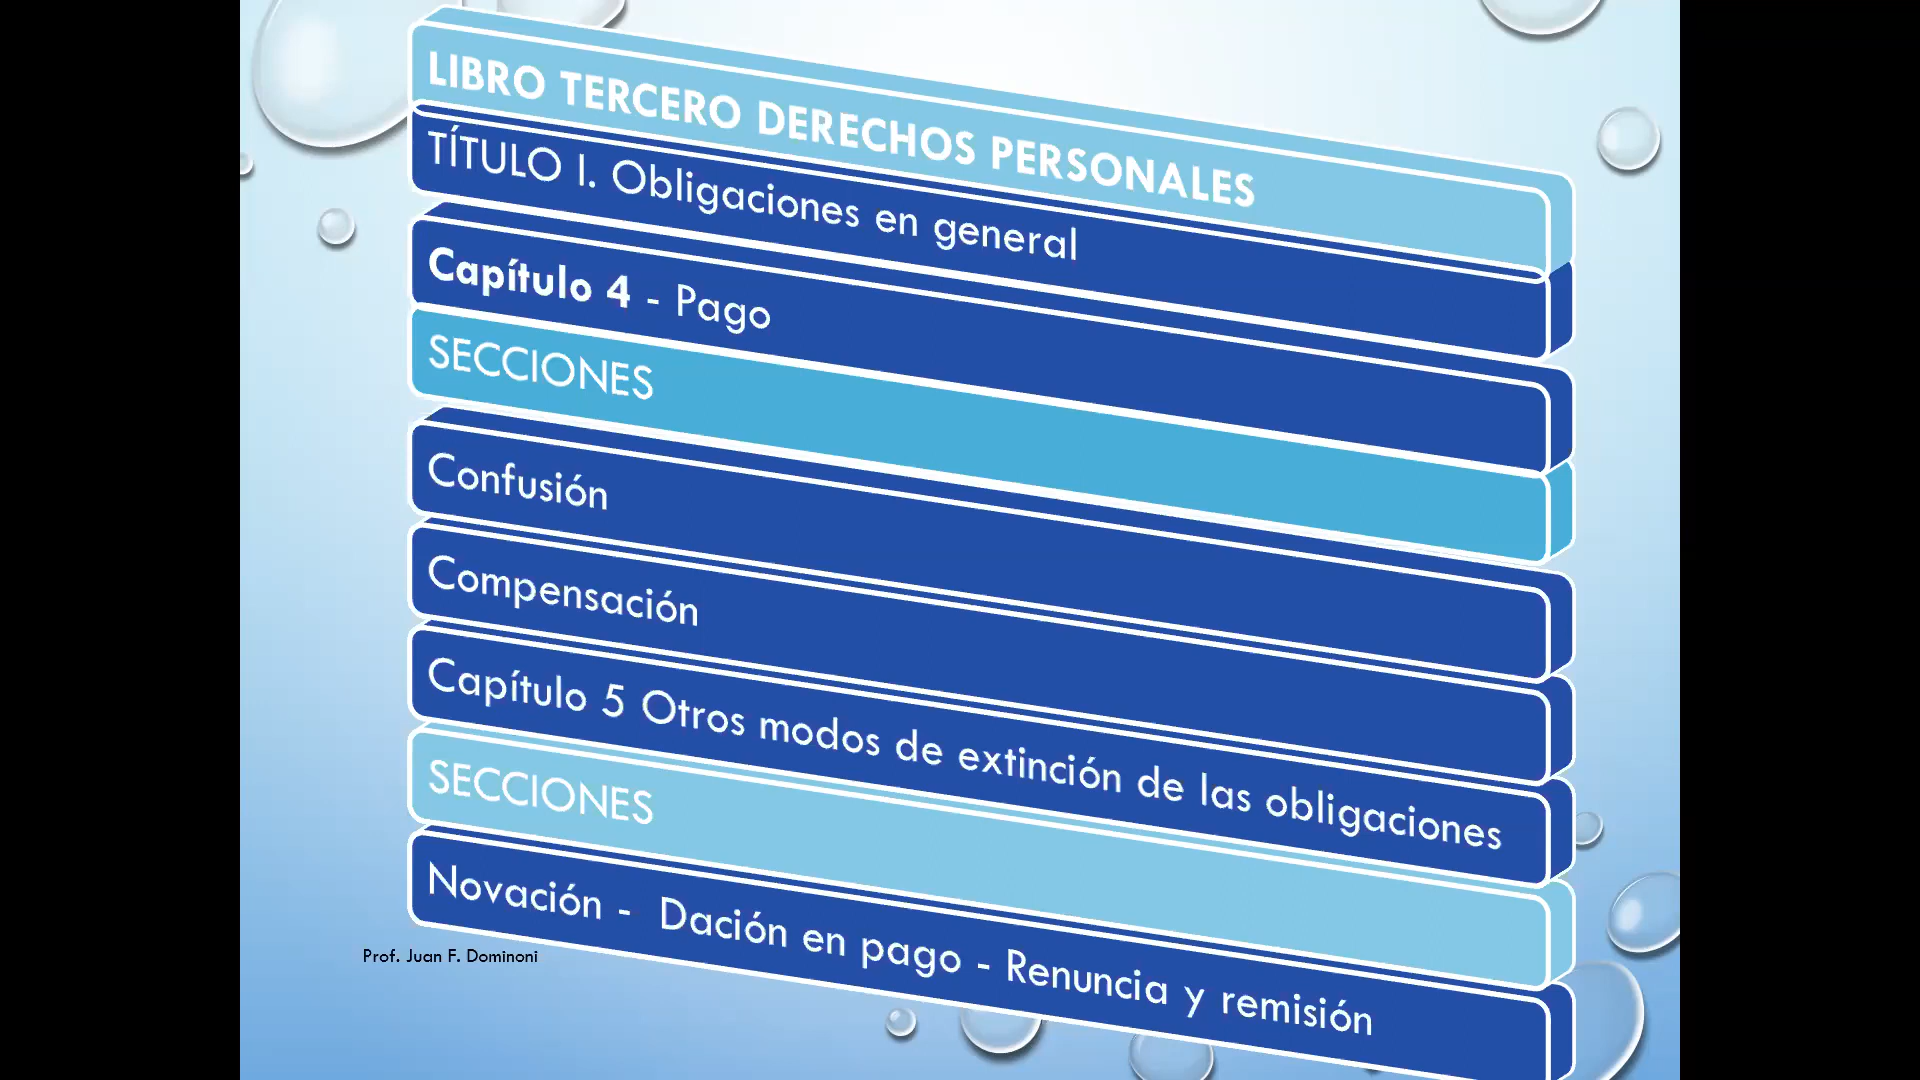 LIBRO TERCERO DERECHOS PERSONALES
TÍTULO I. Obligaciones en general
Capítulo 4 - Pago
SECCIONES
Confusión
Compensación
Capítulo 5 Otros modos de extinción de las obligaciones
SECCIONES
Novación - Dación en pago - Renuncia y remisión
Prof. Juan F. Dominoni